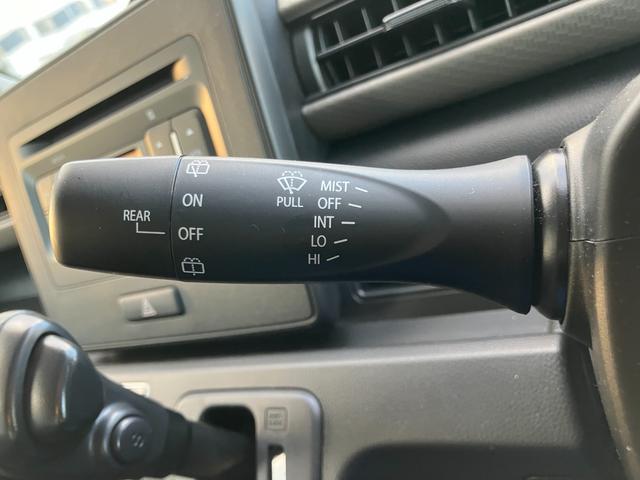 MIST
OFF
PULL
INT
LO
HI
ON
REAR
OFF